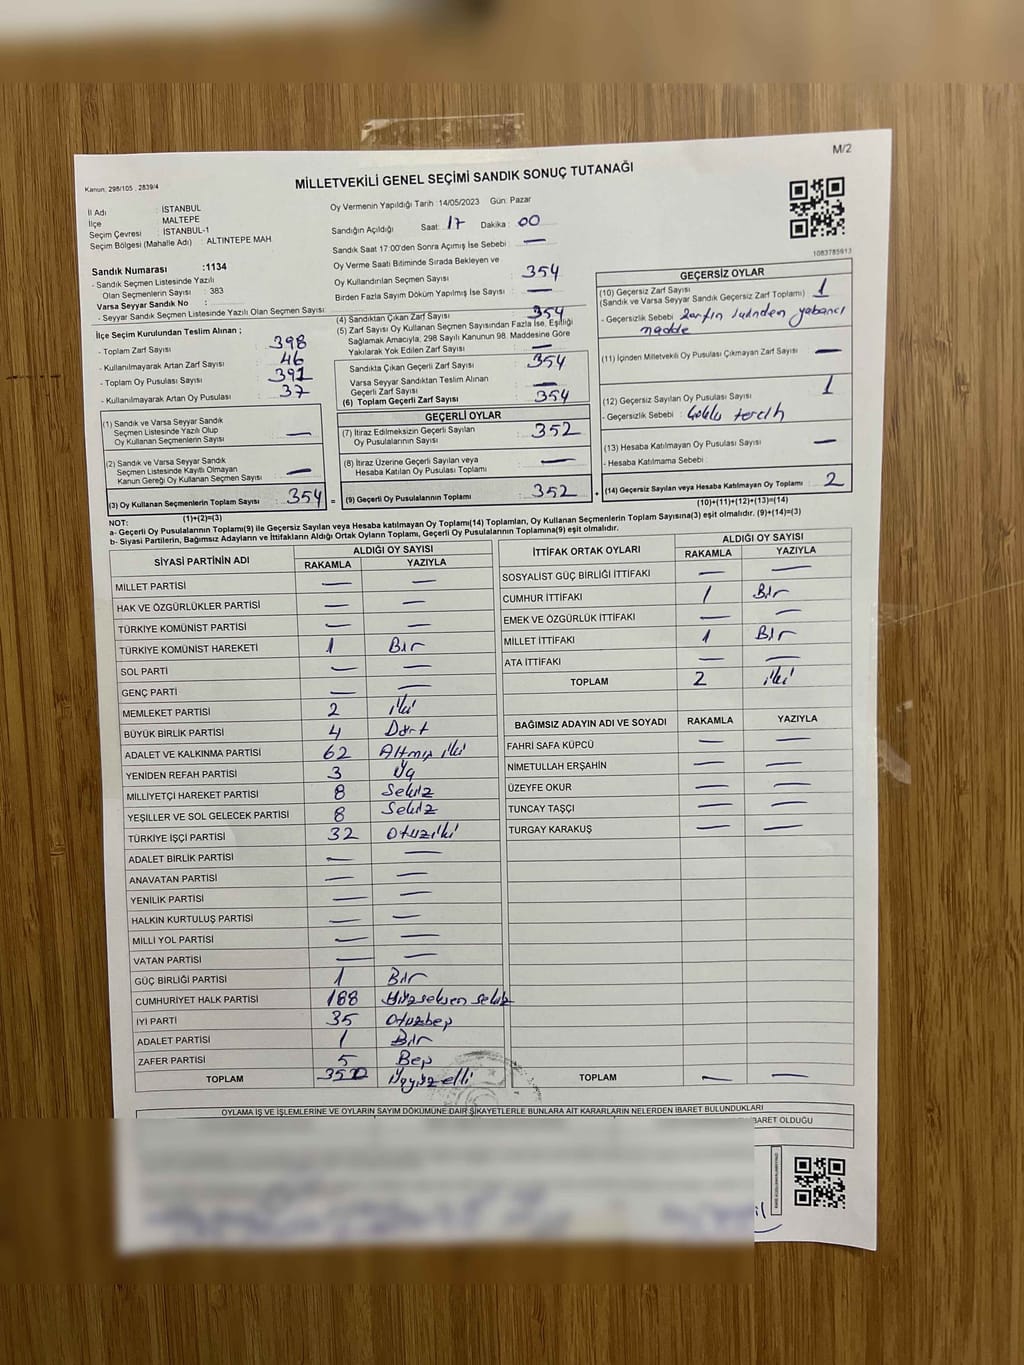 M/2
Kanun, 298/105 , 2839/4
MİLLETVEKİLİ GENEL SEÇİMİ SANDIK SONUÇ TUTANAĞI
İl Adı : İSTANBUL
İlçe : MALTEPE
Seçim Çevresi : İSTANBUL-1
Seçim Bölgesi (Mahalle Adı) : ALTINTEPE MAH
Sandık Numarası :1134
- Sandık Seçmen Listesinde Yazılı
Olan Seçmenlerin Sayısı : 383
Varsa Seyyar Sandık No :
- Seyyar Sandık Seçmen Listesinde Yazılı Olan Seçmen Sayısı:
İlçe Seçim Kurulundan Teslim Alınan ;
- Toplam Zarf Sayısı : 398
- Kullanılmayarak Artan Zarf Sayısı : 46
- Toplam Oy Pusulası Sayısı : 391
- Kullanılmayarak Artan Oy Pusulası : 37
(1) Sandık ve Varsa Seyyar Sandık
Seçmen Listesinde Yazılı Olup
Oy Kullanan Seçmenlerin Sayısı : —
(2) Sandık ve Varsa Seyyar Sandık
Seçmen Listesinde Kayıtlı Olmayan
Kanun Gereği Oy Kullanan Seçmen Sayısı : —
(3) Oy Kullanan Seçmenlerin Toplam Sayısı : 354
(1)+(2)=(3)
Oy Vermenin Yapıldığı Tarih :14/05/2023 Gün: Pazar
Sandığın Açıldığı Saat: 17 Dakika : 00
Sandık Saat 17:00'den Sonra Açılmış İse Sebebi : —
Oy Verme Saati Bitiminde Sırada Bekleyen ve
Oy Kullandırılan Seçmen Sayısı : 354
Birden Fazla Sayım Döküm Yapılmış İse Sayısı : —
(4) Sandıktan Çıkan Zarf Sayısı : 354
(5) Zarf Sayısı Oy Kullanan Seçmen Sayısından Fazla İse, Eşitliği
Sağlamak Amacıyla; 298 Sayılı Kanunun 98. Maddesine Göre
Yakılarak Yok Edilen Zarf Sayısı : —
Sandıkta Çıkan Geçerli Zarf Sayısı : 354
Varsa Seyyar Sandıktan Teslim Alınan
Geçerli Zarf Sayısı : —
(6) Toplam Geçerli Zarf Sayısı : 354
GEÇERLİ OYLAR
(7) İtiraz Edilmeksizin Geçerli Sayılan
Oy Pusulalarının Sayısı : 352
(8) İtiraz Üzerine Geçerli Sayılan veya
Hesaba Katılan Oy Pusulası Toplamı : —
= (9) Geçerli Oy Pusulalarının Toplamı : 352
1083785913
GEÇERSİZ OYLAR
(10) Geçersiz Zarf Sayısı : 1
(Sandık ve Varsa Seyyar Sandık Geçersiz Zarf Toplamı)
- Geçersizlik Sebebi : Zarfın içinden yabancı
madde
(11) İçinden Milletvekili Oy Pusulası Çıkmayan Zarf Sayısı : —
(12) Geçersiz Sayılan Oy Pusulası Sayısı : 1
- Geçersizlik Sebebi : Çoklu tercih
(13) Hesaba Katılmayan Oy Pusulası Sayısı : —
- Hesaba Katılmama Sebebi :
+ (14) Geçersiz Sayılan veya Hesaba Katılmayan Oy Toplamı : 2
(10)+(11)+(12)+(13)=(14)
NOT:
a- Geçerli Oy Pusulalarının Toplamı(9) ile Geçersiz Sayılan veya Hesaba katılmayan Oy Toplamı(14) Toplamları, Oy Kullanan Seçmenlerin Toplam Sayısına(3) eşit olmalıdır. (9)+(14)=(3)
b- Siyasi Partilerin, Bağımsız Adayların ve İttifakların Aldığı Ortak Oyların Toplamı, Geçerli Oy Pusulalarının Toplamına(9) eşit olmalıdır.
SİYASİ PARTİNİN ADI ALDIĞI OY SAYISI
RAKAMLA YAZIYLA
MİLLET PARTİSİ — —
HAK VE ÖZGÜRLÜKLER PARTİSİ — —
TÜRKİYE KOMÜNİST PARTİSİ — —
TÜRKİYE KOMÜNİST HAREKETİ 1 Bir
SOL PARTİ — —
GENÇ PARTİ — —
MEMLEKET PARTİSİ 2 iki
BÜYÜK BİRLİK PARTİSİ 4 Dört
ADALET VE KALKINMA PARTİSİ 62 Altmış iki
YENİDEN REFAH PARTİSİ 3 Üç
MİLLİYETÇİ HAREKET PARTİSİ 8 Sekiz
YEŞİLLER VE SOL GELECEK PARTİSİ 8 Sekiz
TÜRKİYE İŞÇİ PARTİSİ 32 Otuziki
ADALET BİRLİK PARTİSİ — —
ANAVATAN PARTİSİ — —
YENİLİK PARTİSİ — —
HALKIN KURTULUŞ PARTİSİ — —
MİLLİ YOL PARTİSİ — —
VATAN PARTİSİ — —
GÜÇ BİRLİĞİ PARTİSİ 1 Bir
CUMHURİYET HALK PARTİSİ 188 seksen sekiz
İYİ PARTİ 35 Otuzbeş
ADALET PARTİSİ 1 Bir
ZAFER PARTİSİ 5 Beş
TOPLAM Üçyüz elli
İTTİFAK ORTAK OYLARI ALDIĞI OY SAYISI
RAKAMLA YAZIYLA
SOSYALİST GÜÇ BİRLİĞİ İTTİFAKI — —
CUMHUR İTTİFAKI 1 Bir
EMEK VE ÖZGÜRLÜK İTTİFAKI — —
MİLLET İTTİFAKI 1 Bir
ATA İTTİFAKI — —
TOPLAM 2 iki
BAĞIMSIZ ADAYIN ADI VE SOYADI RAKAMLA YAZIYLA
FAHRİ SAFA KÜPCÜ — —
NİMETULLAH ERŞAHİN — —
ÜZEYFE OKUR — —
TUNCAY TAŞÇI — —
TURGAY KARAKUŞ — —
TOPLAM — —
OYLAMA İŞ VE İŞLEMLERİNE VE OYLARIN SAYIM DÖKÜMÜNE DAİR ŞİKAYETLERLE BUNLARA AİT KARARLARIN NELERDEN İBARET BULUNDUKLARI
BARET OLDUĞU